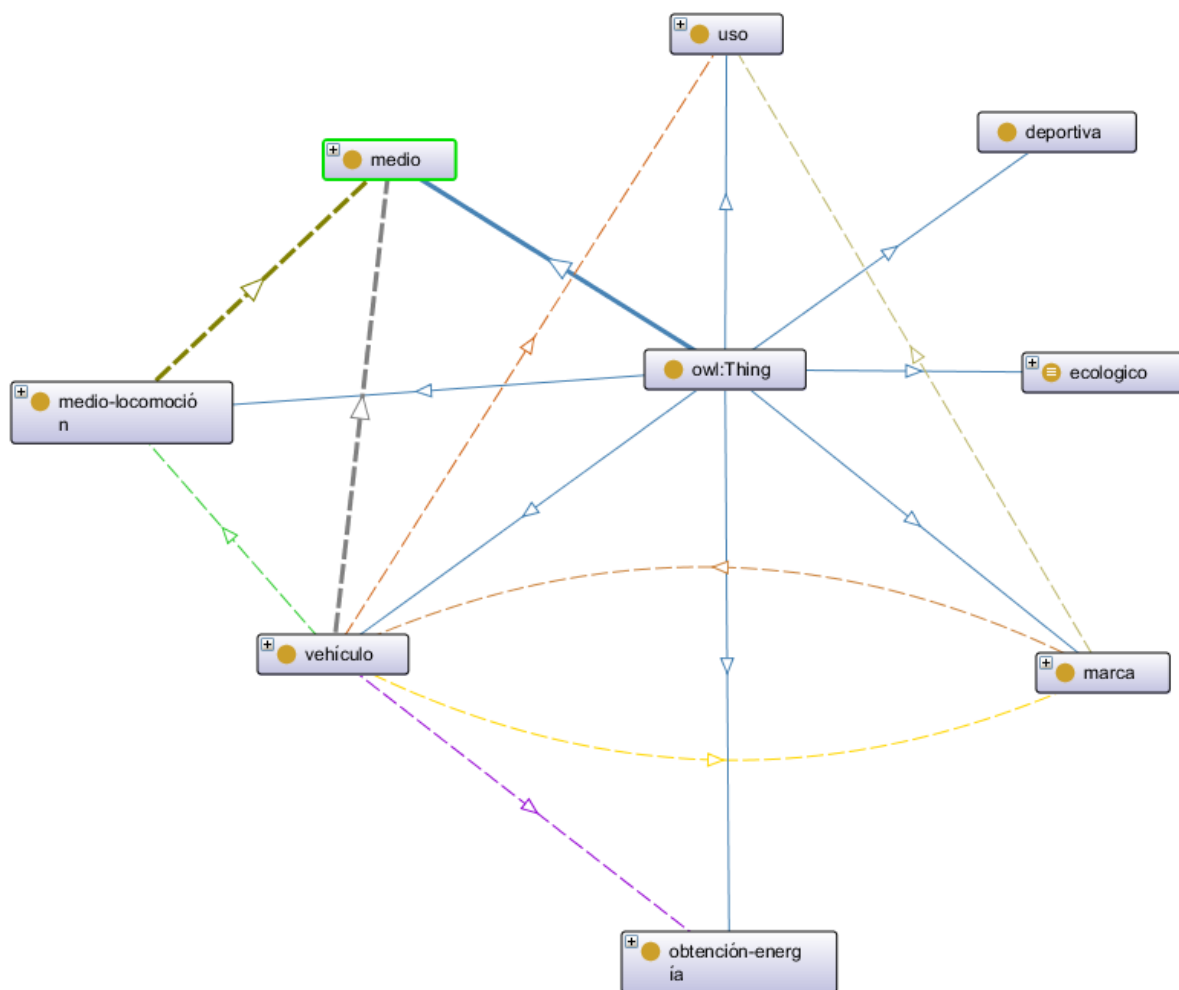 uso
deportiva
medio
owl:Thing
ecologico
medio-locomoció
n
vehículo
marca
obtención-energ
ía